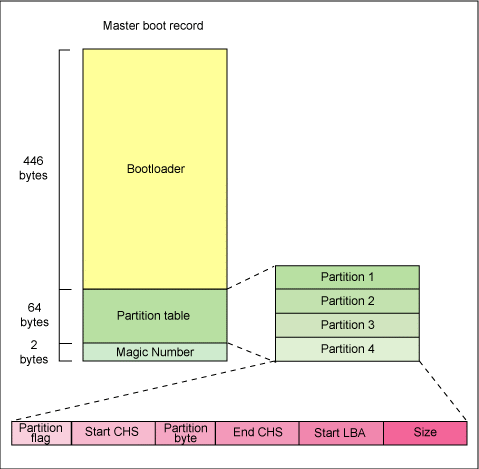 Master boot record
446
bytes
Bootloader
64
bytes
Partition table
2
bytes
Magic Number
Partition 1
Partition 2
Partition 3
Partition 4
Partition
flag
Start CHS
Partition
byte
End CHS
Start LBA
Size